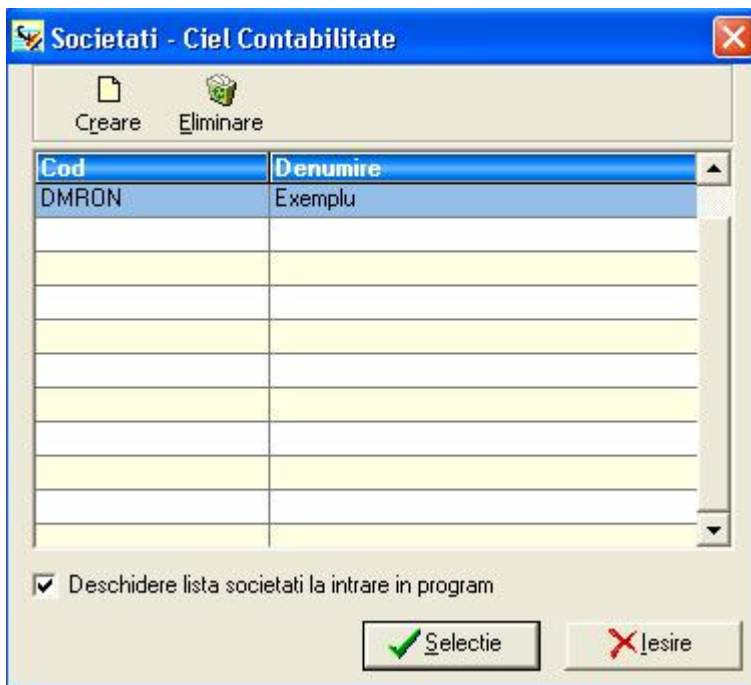 Societati - Ciel Contabilitate
Creare Eliminare
Cod Denumire
DMRON Exemplu
Deschidere lista societati la intrare in program
Selectie Iesire